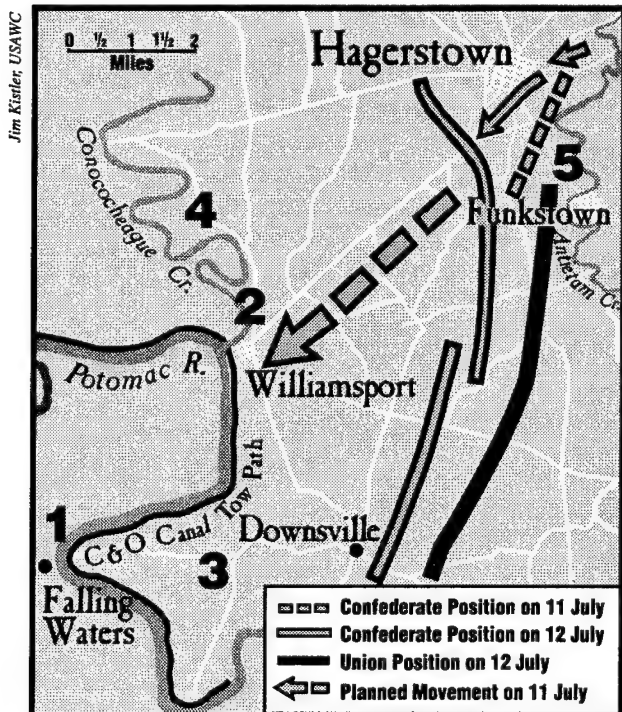 Jim Kistler, USAWC
0 ½ 1 1½ 2
Miles
Hagerstown
Conococheague Cr.
4
5
Funkstown
Antietam Cr.
2
Potomac R.
Williamsport
C&O Canal Tow Path
1
Downsville
3
Falling
Waters
Confederate Position on 11 July
Confederate Position on 12 July
Union Position on 12 July
Planned Movement on 11 July